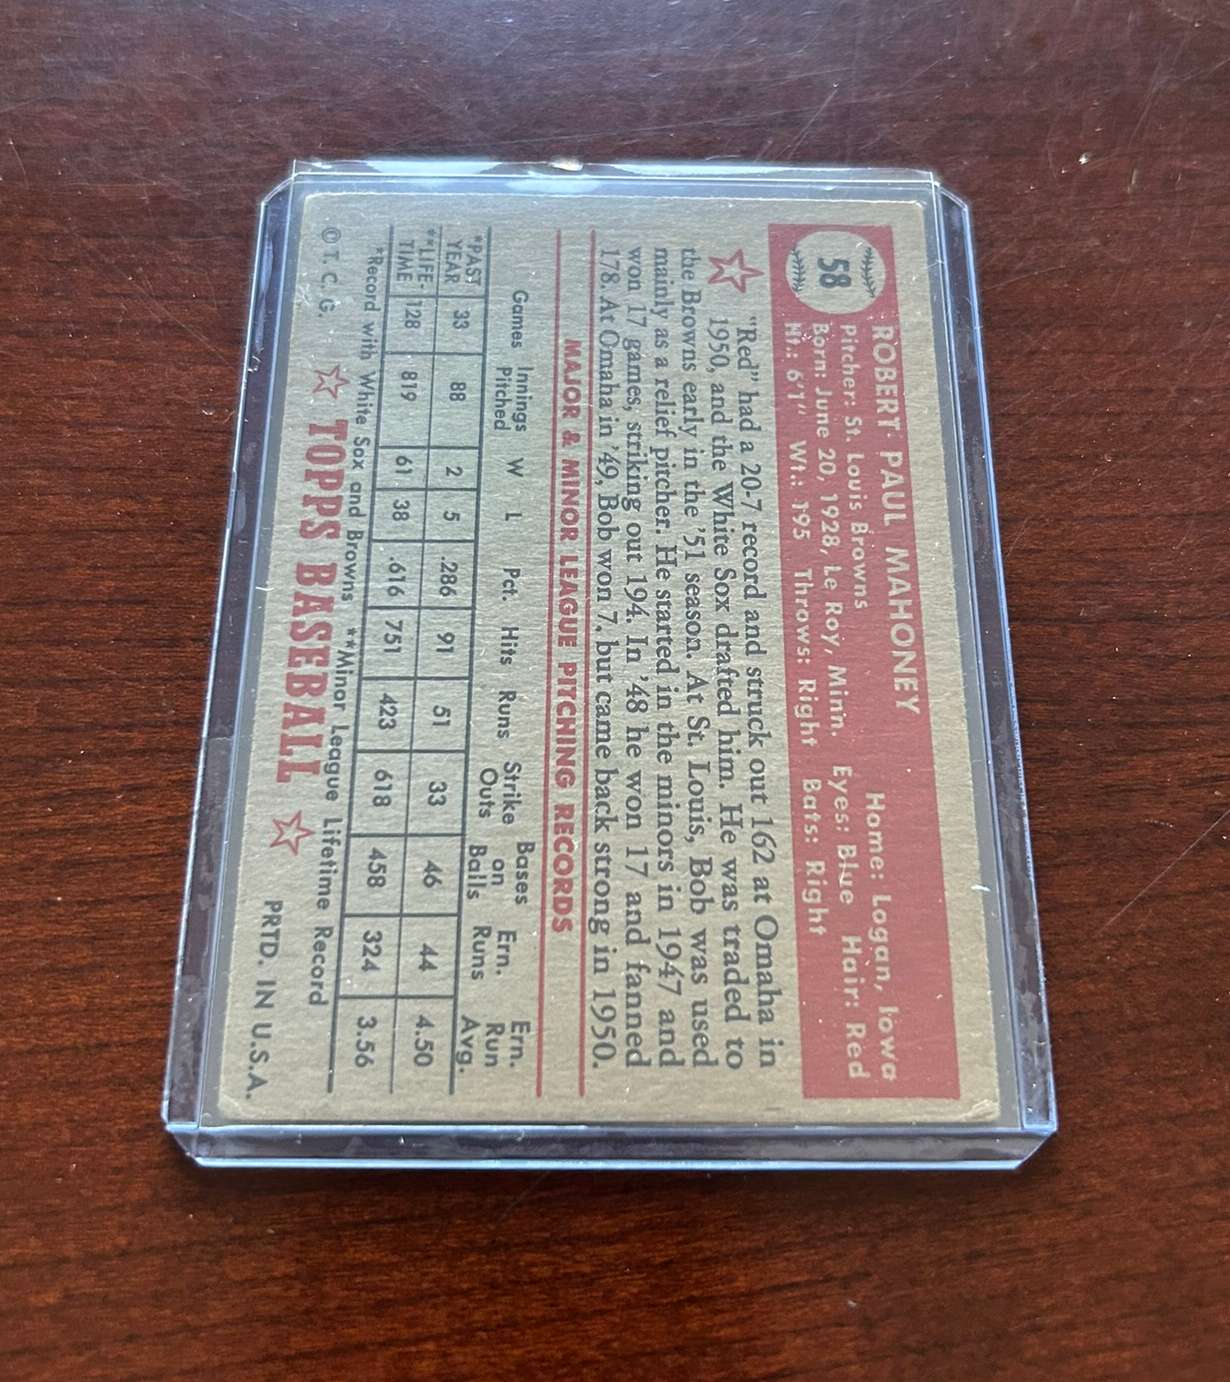 58
ROBERT PAUL MAHONEY
Pitcher: St. Louis Browns Home: Logan, Iowa
Born: June 20, 1928, Le Roy, Minn. Eyes: Blue Hair: Red
Ht.: 6'1" Wt.: 195 Throws: Right Bats: Right
"Red" had a 20-7 record and struck out 162 at Omaha in
1950, and the White Sox drafted him. He was traded to
the Browns early in the '51 season. At St. Louis, Bob was used
mainly as a relief pitcher. He started in the minors in 1947 and
won 17 games, striking out 194. In '48 he won 17 and fanned
178. At Omaha in '49, Bob won 7, but came back strong in 1950.
MAJOR & MINOR LEAGUE PITCHING RECORDS
Games Innings Pitched W L Pct. Hits Runs Strike Outs Bases on Balls Ern. Runs Ern. Run Avg.
*PAST YEAR 33 88 2 5 .286 91 51 33 46 44 4.50
**LIFE-TIME 128 819 61 38 .616 751 423 618 458 324 3.56
*Record with White Sox and Browns **Minor League Lifetime Record
© T. C. G. TOPPS BASEBALL PRTD. IN U.S.A.